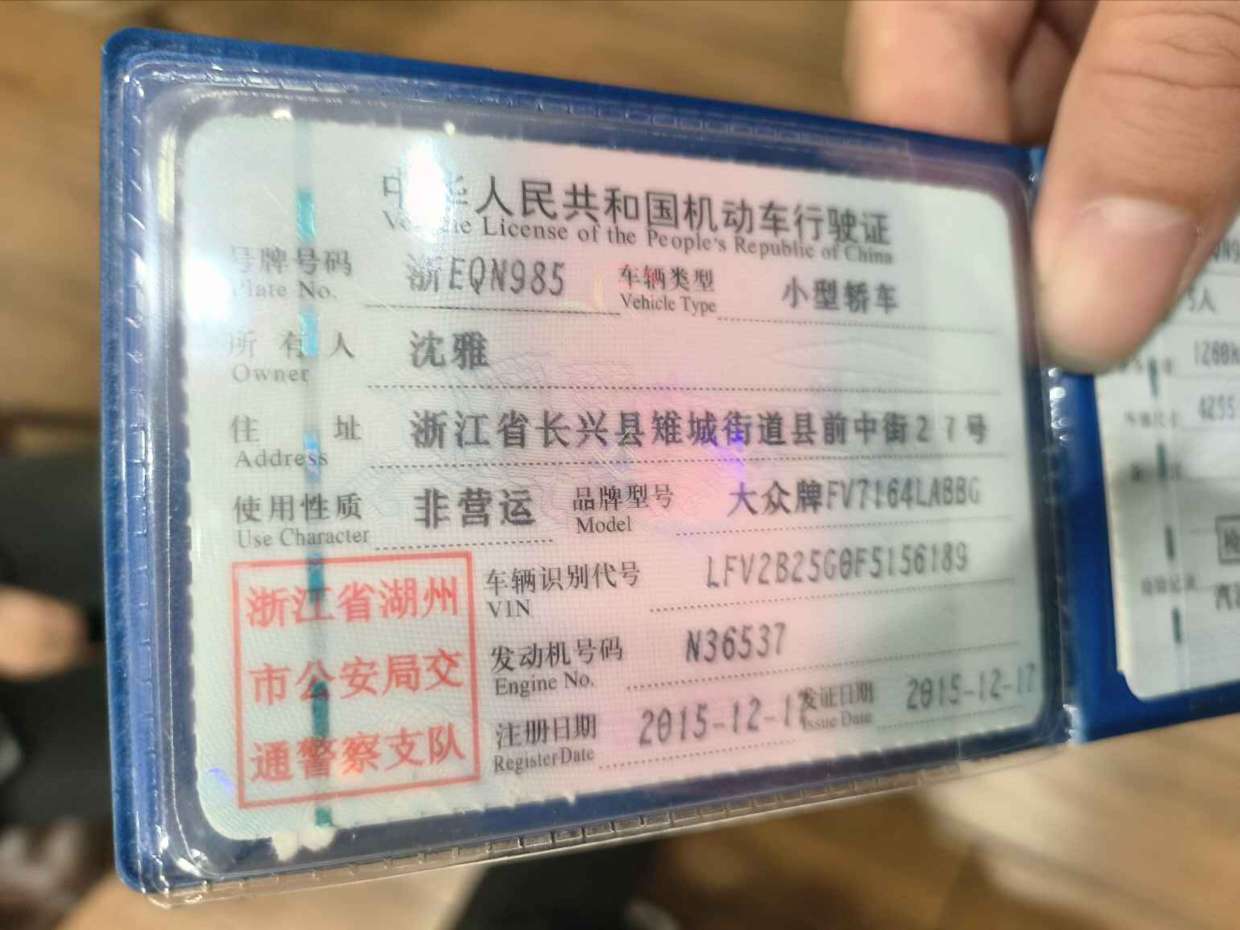 中华人民共和国机动车行驶证
Vehicle License of the People's Republic of China
号牌号码 浙EQN985 车辆类型 小型轿车
Plate No. Vehicle Type
所有人 沈雅
Owner
住址 浙江省长兴县雉城街道县前中街27号
Address
使用性质 非营运 品牌型号 大众牌FV7164LABBG
Use Character Model
浙江省湖州
市公安局交
通警察支队
车辆识别代号 LFV2B25G0F5156189
VIN
发动机号码 N36537
Engine No.
注册日期 2015-12-17 发证日期 2015-12-17
Register Date Issue Date
5人